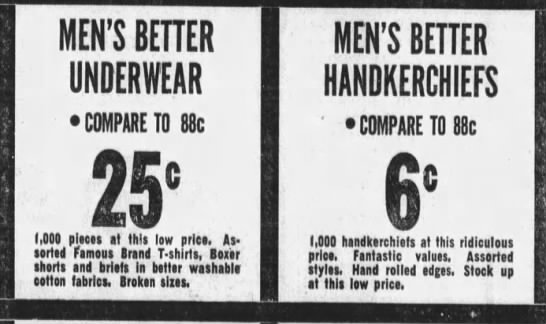 MEN'S BETTER
UNDERWEAR
• COMPARE TO 88c
25c
1,000 pieces at this low price. As-
sorted Famous Brand T-shirts, Boxer
shorts and briefs in better washable
cotton fabrics. Broken sizes.
MEN'S BETTER
HANDKERCHIEFS
• COMPARE TO 88c
6c
1,000 handkerchiefs at this ridiculous
price. Fantastic values. Assorted
styles. Hand rolled edges. Stock up
at this low price.